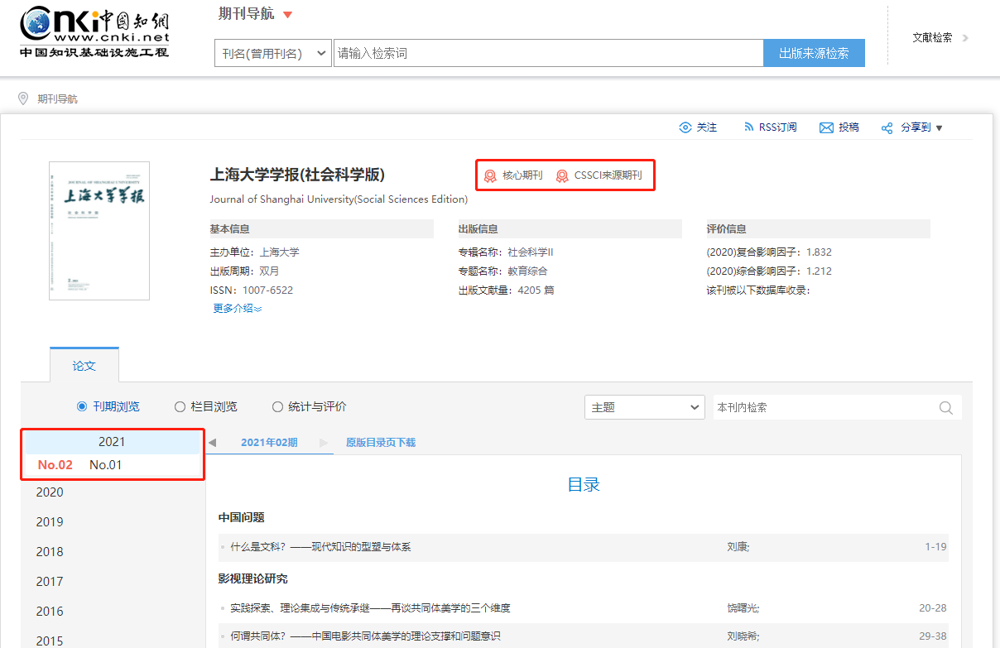 Cnki中国知网
www.cnki.net
中国知识基础设施工程
期刊导航
刊名(曾用刊名)
请输入检索词
出版来源检索
文献检索
期刊导航
关注
RSS订阅
投稿
分享到
JOURNAL OF SHANGHAI UNIVERSITY
上海大学学报
社会科学版
上海大学学报(社会科学版)
核心期刊
CSSCI来源期刊
Journal of Shanghai University(Social Sciences Edition)
基本信息
主办单位：上海大学
出版周期：双月
ISSN：1007-6522
更多介绍
出版信息
专辑名称：社会科学II
专题名称：教育综合
出版文献量：4205 篇
评价信息
(2020)复合影响因子：1.832
(2020)综合影响因子：1.212
该刊被以下数据库收录：
论文
刊期浏览
栏目浏览
统计与评价
主题
本刊内检索
2021
No.02 No.01
2020
2019
2018
2017
2016
2015
2021年02期
原版目录页下载
目录
中国问题
什么是文科？——现代知识的型塑与体系 刘康; 1-19
影视理论研究
实践探索、理论集成与传统承继——再谈共同体美学的三个维度 饶曙光; 20-28
何谓共同体？——中国电影共同体美学的理论支撑和问题意识 刘晓希; 29-38